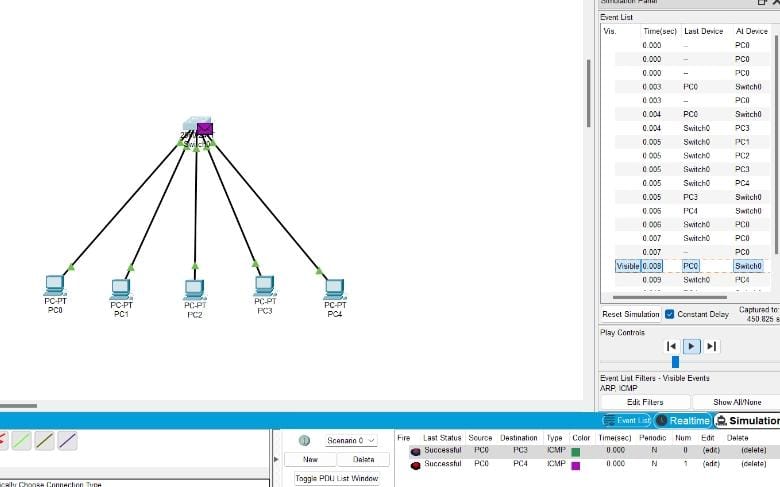 Simulation Panel
Event List
Vis. Time(sec) Last Device At Device
0.000 -- PC0
0.000 -- PC0
0.000 -- PC0
0.003 PC0 Switch0
0.003 -- PC0
0.004 PC0 Switch0
0.004 Switch0 PC3
0.005 Switch0 PC1
0.005 Switch0 PC2
0.005 Switch0 PC3
0.005 Switch0 PC4
0.005 PC3 Switch0
0.006 PC4 Switch0
0.006 Switch0 PC0
0.007 Switch0 PC0
0.007 -- PC0
Visible 0.008 PC0 Switch0
0.009 Switch0 PC4
Reset Simulation Constant Delay Captured to:
450.825 s
Play Controls
Event List Filters - Visible Events
ARP, ICMP
Edit Filters Show All/None
Event List Realtime Simulation
Switch0
PC-PT
PC0
PC-PT
PC1
PC-PT
PC2
PC-PT
PC3
PC-PT
PC4
Scenario 0
New Delete
Toggle PDU List Window
Fire Last Status Source Destination Type Color Time(sec) Periodic Num Edit Delete
Successful PC0 PC3 ICMP 0.000 N 0 (edit) (delete)
Successful PC0 PC4 ICMP 0.000 N 1 (edit) (delete)
ically Choose Connection Type